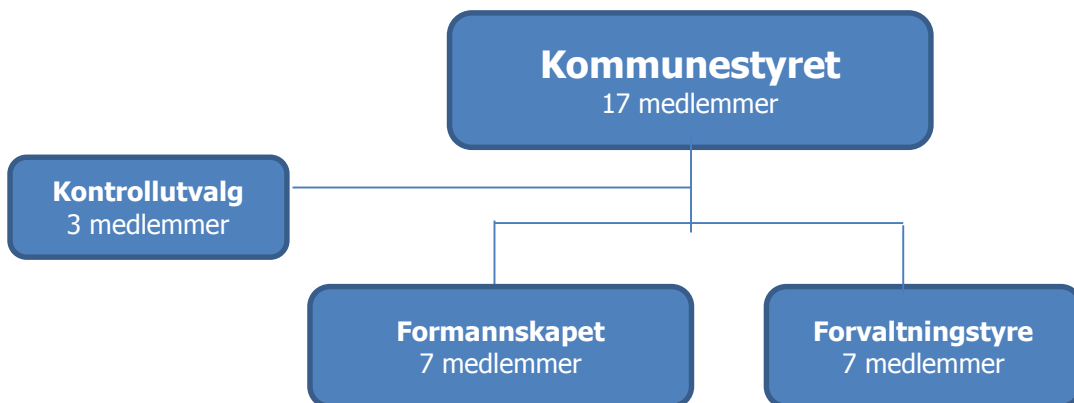 Kommunestyret
17 medlemmer
Kontrollutvalg
3 medlemmer
Formannskapet
7 medlemmer
Forvaltningstyre
7 medlemmer